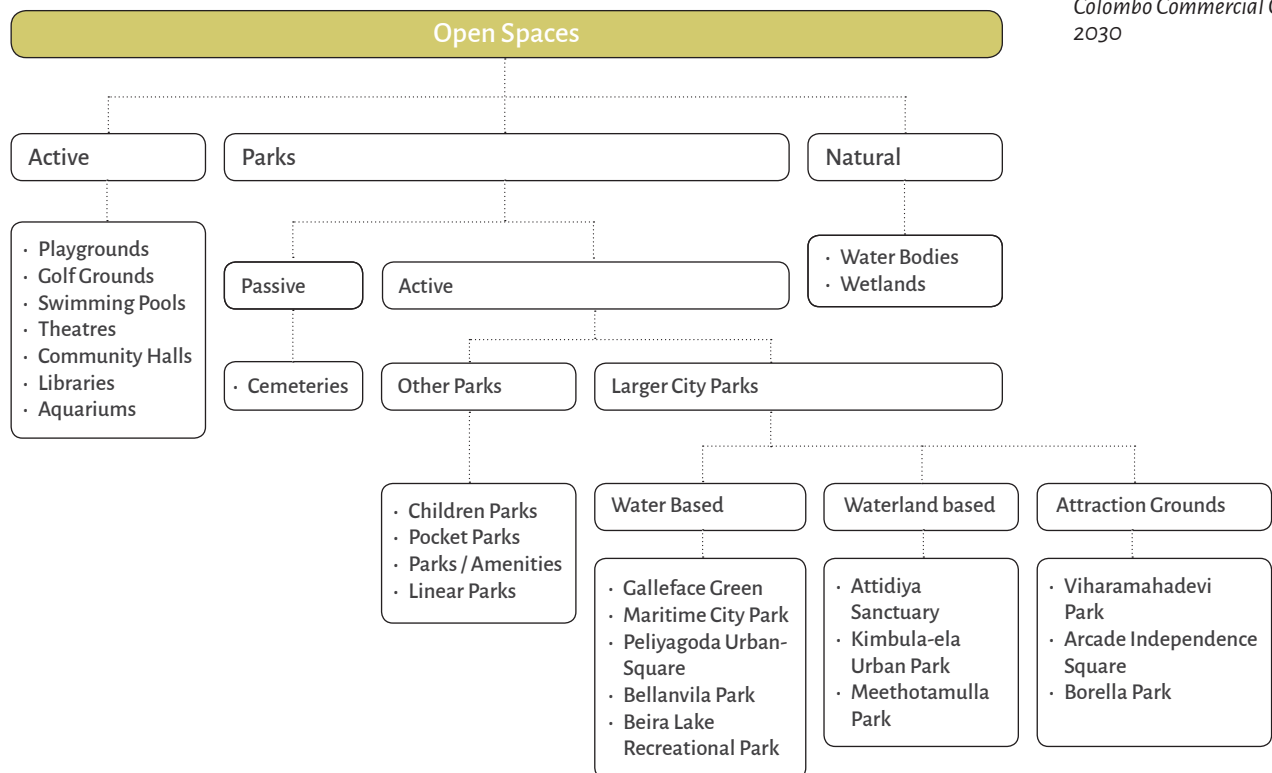 Colombo Commercial
2030
Open Spaces
Active
Parks
Natural
· Playgrounds
· Golf Grounds
· Swimming Pools
· Theatres
· Community Halls
· Libraries
· Aquariums
· Water Bodies
· Wetlands
Passive
Active
· Cemeteries
Other Parks
Larger City Parks
· Children Parks
· Pocket Parks
· Parks / Amenities
· Linear Parks
Water Based
Waterland based
Attraction Grounds
· Galleface Green
· Maritime City Park
· Peliyagoda Urban-
Square
· Bellanvila Park
· Beira Lake
Recreational Park
· Attidiya
Sanctuary
· Kimbula-ela
Urban Park
· Meethotamulla
Park
· Viharamahadevi
Park
· Arcade Independence
Square
· Borella Park